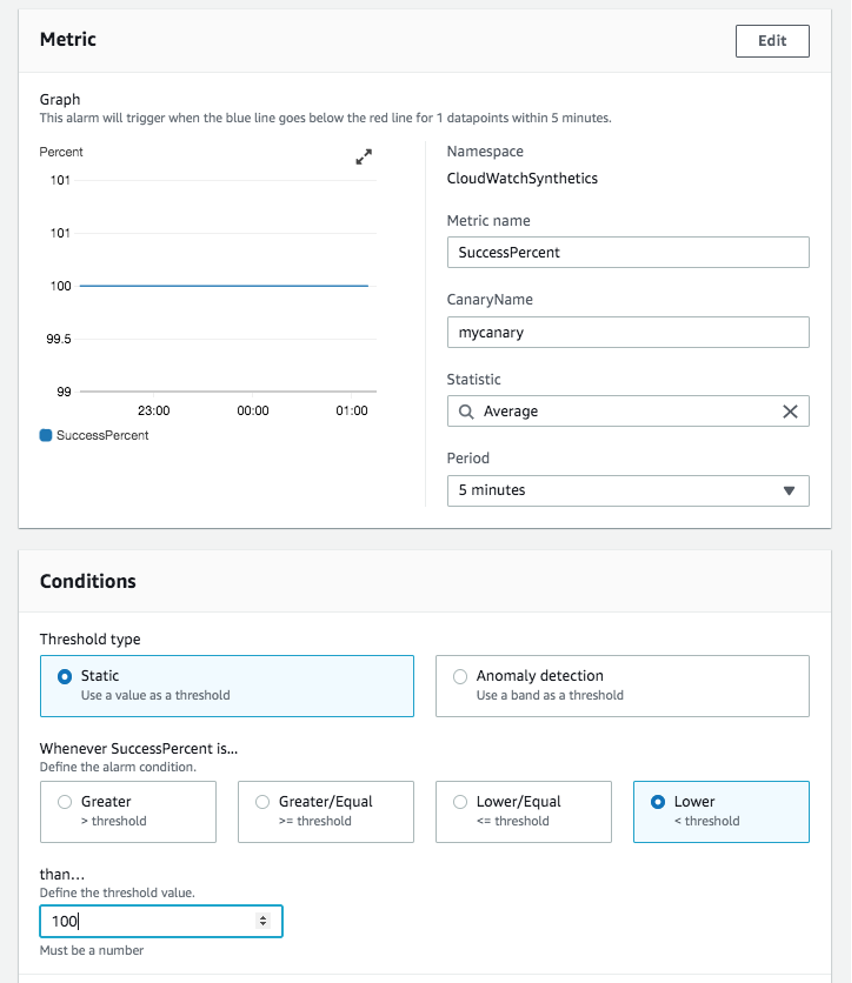 Metric
Edit
Graph
This alarm will trigger when the blue line goes below the red line for 1 datapoints within 5 minutes.
Percent
101
101
100
99.5
99
23:00 00:00 01:00
SuccessPercent
Namespace
CloudWatchSynthetics
Metric name
SuccessPercent
CanaryName
mycanary
Statistic
Average
Period
5 minutes
Conditions
Threshold type
Static
Use a value as a threshold
Anomaly detection
Use a band as a threshold
Whenever SuccessPercent is...
Define the alarm condition.
Greater
> threshold
Greater/Equal
>= threshold
Lower/Equal
<= threshold
Lower
< threshold
than...
Define the threshold value.
100
Must be a number